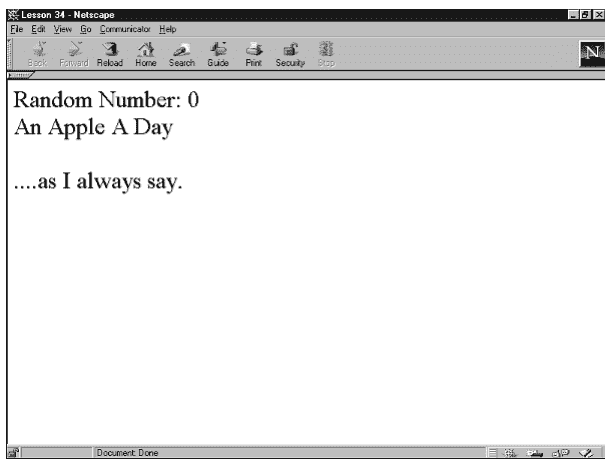 Lesson 34 - Netscape
File Edit View Go Communicator Help
Back Forward Reload Home Search Guide Print Security Stop
N
Random Number: 0
An Apple A Day
....as I always say.
Document: Done